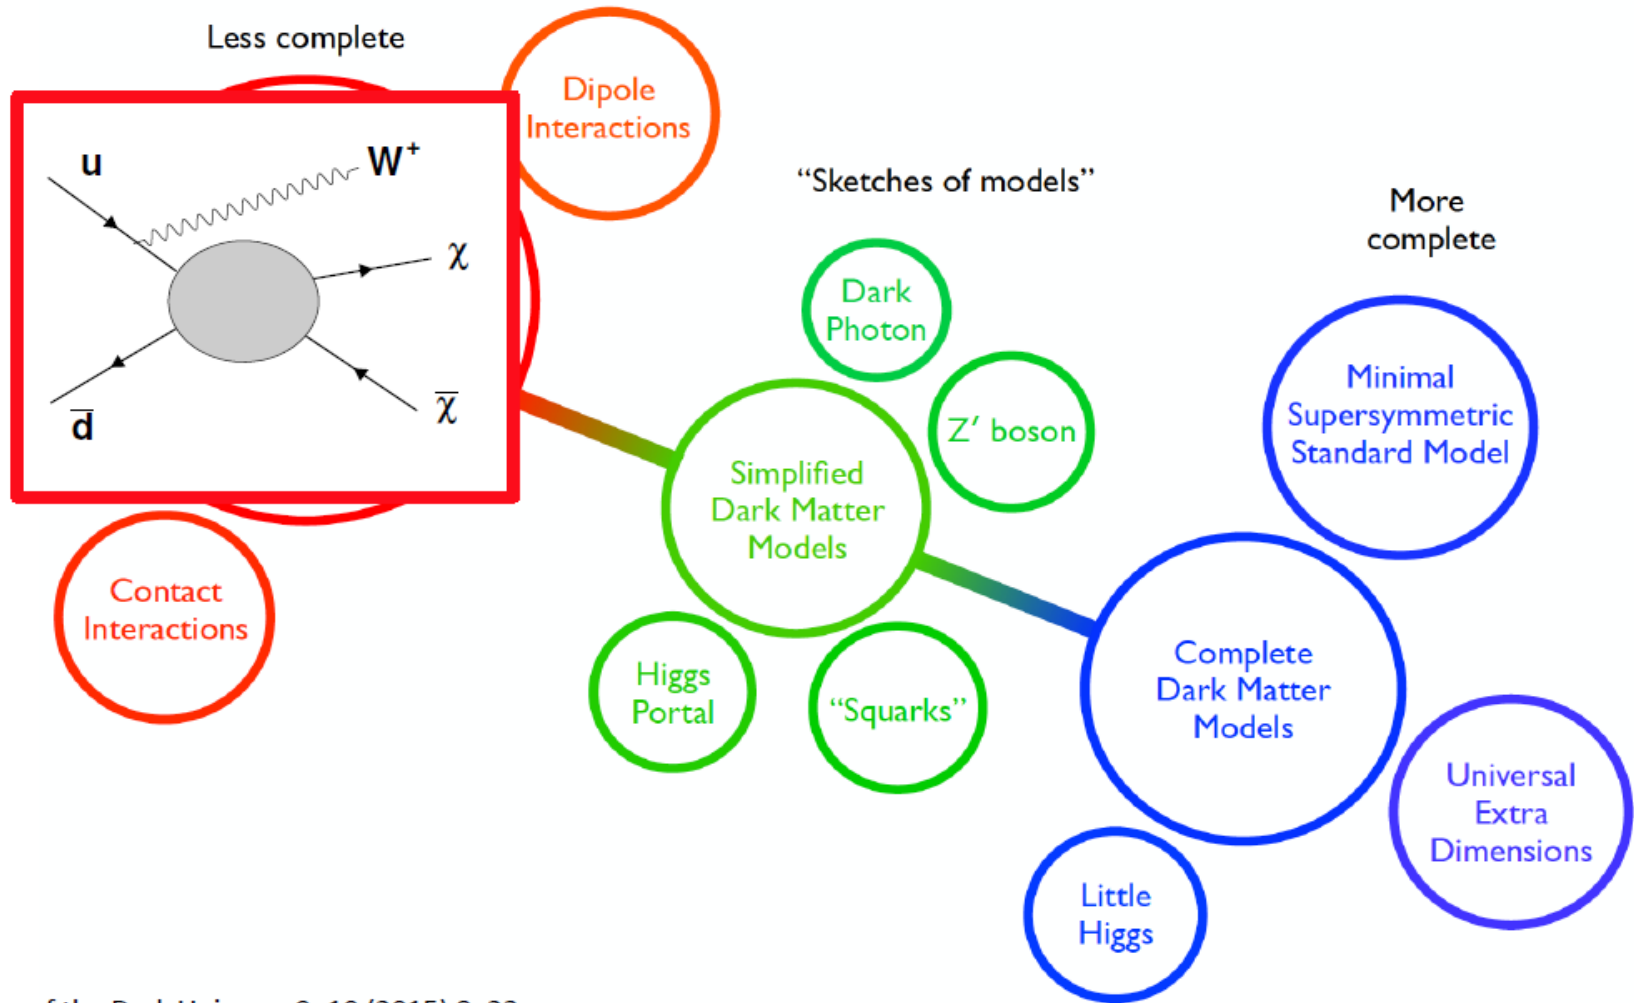 Less complete
Dipole
Interactions
u
W⁺
χ
χ̅
d̅
“Sketches of models”
More
complete
Dark
Photon
Z′ boson
Minimal
Supersymmetric
Standard Model
Simplified
Dark Matter
Models
Contact
Interactions
Higgs
Portal
“Squarks”
Complete
Dark Matter
Models
Universal
Extra
Dimensions
Little
Higgs